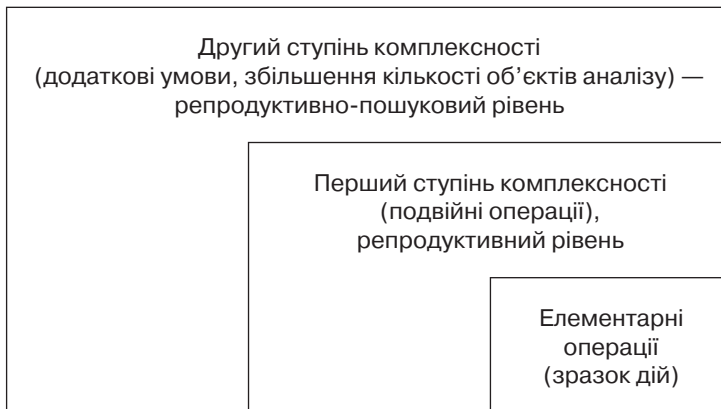 Другий ступінь комплексності
(додаткові умови, збільшення кількості об’єктів аналізу) —
репродуктивно-пошуковий рівень
Перший ступінь комплексності
(подвійні операції),
репродуктивний рівень
Елементарні
операції
(зразок дій)